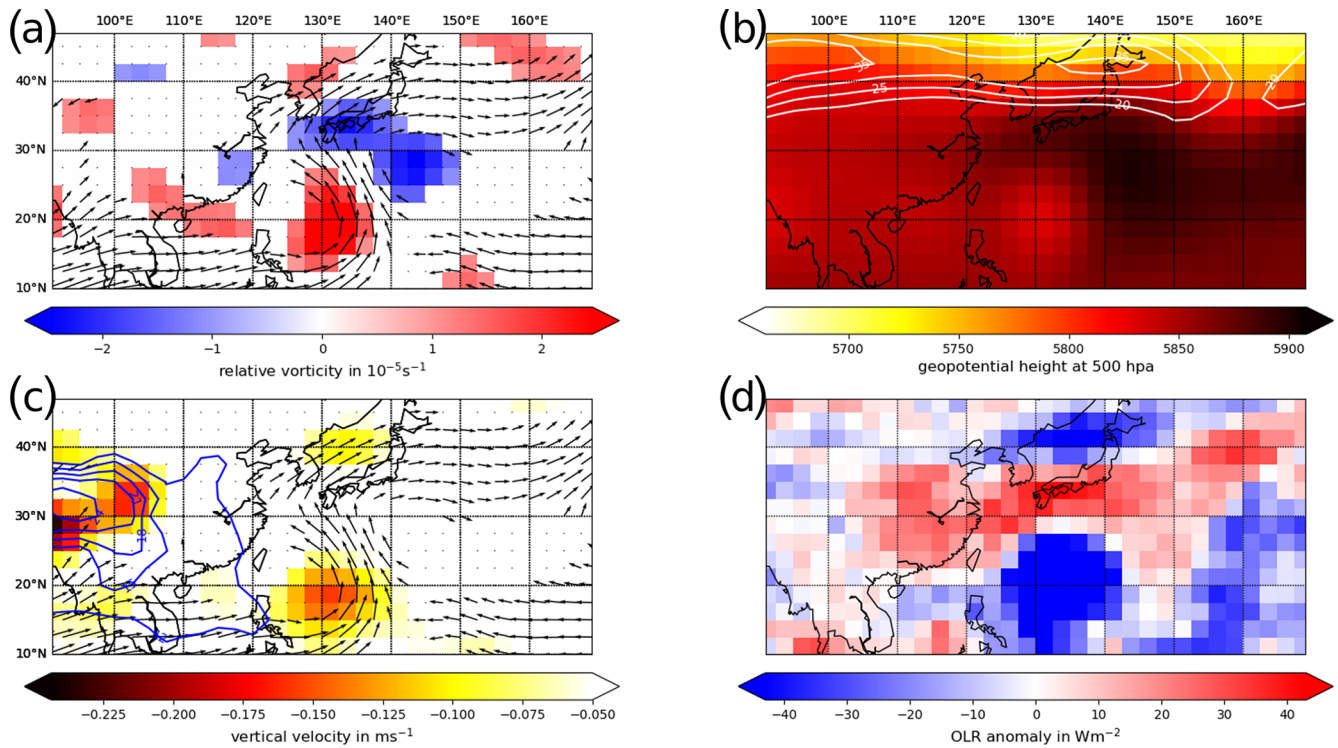 (a)
100°E 110°E 120°E 130°E 140°E 150°E 160°E
40°N
30°N
20°N
10°N
−2 −1 0 1 2
relative vorticity in 10⁻⁵s⁻¹
(b)
100°E 110°E 120°E 130°E 140°E 150°E 160°E
35
25
20
20
5700 5750 5800 5850 5900
geopotential height at 500 hpa
(c)
40°N
30°N
20°N
10°N
18
12
−0.225 −0.200 −0.175 −0.150 −0.125 −0.100 −0.075 −0.050
vertical velocity in ms⁻¹
(d)
−40 −30 −20 −10 0 10 20 30 40
OLR anomaly in Wm⁻²